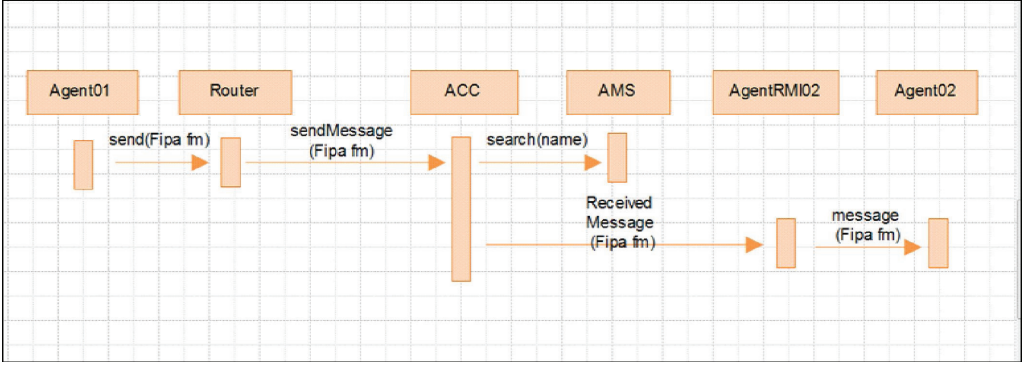 Agent01
Router
ACC
AMS
AgentRMI02
Agent02
send(Fipa fm)
sendMessage
(Fipa fm)
search(name)
Received
Message
(Fipa fm)
message
(Fipa fm)